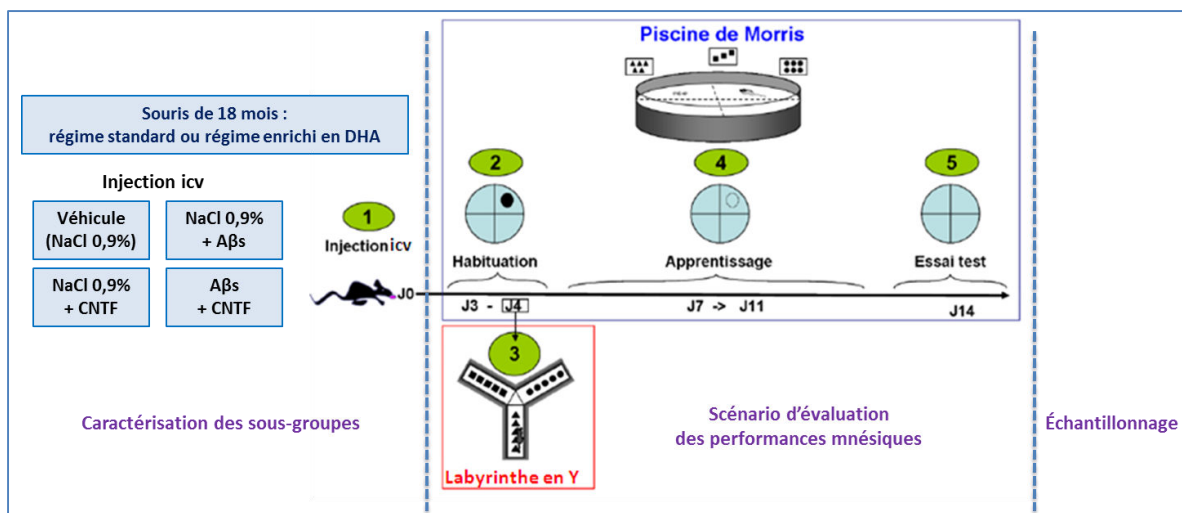 Piscine de Morris
Souris de 18 mois :
régime standard ou régime enrichi en DHA
Injection icv
Véhicule
(NaCl 0,9%)
NaCl 0,9%
+ Aβs
NaCl 0,9%
+ CNTF
Aβs
+ CNTF
1
Injection icv
J0
2
Habituation
J3 - J4
4
Apprentissage
J7 -> J11
5
Essai test
J14
3
Labyrinthe en Y
Caractérisation des sous-groupes
Scénario d’évaluation
des performances mnésiques
Échantillonnage